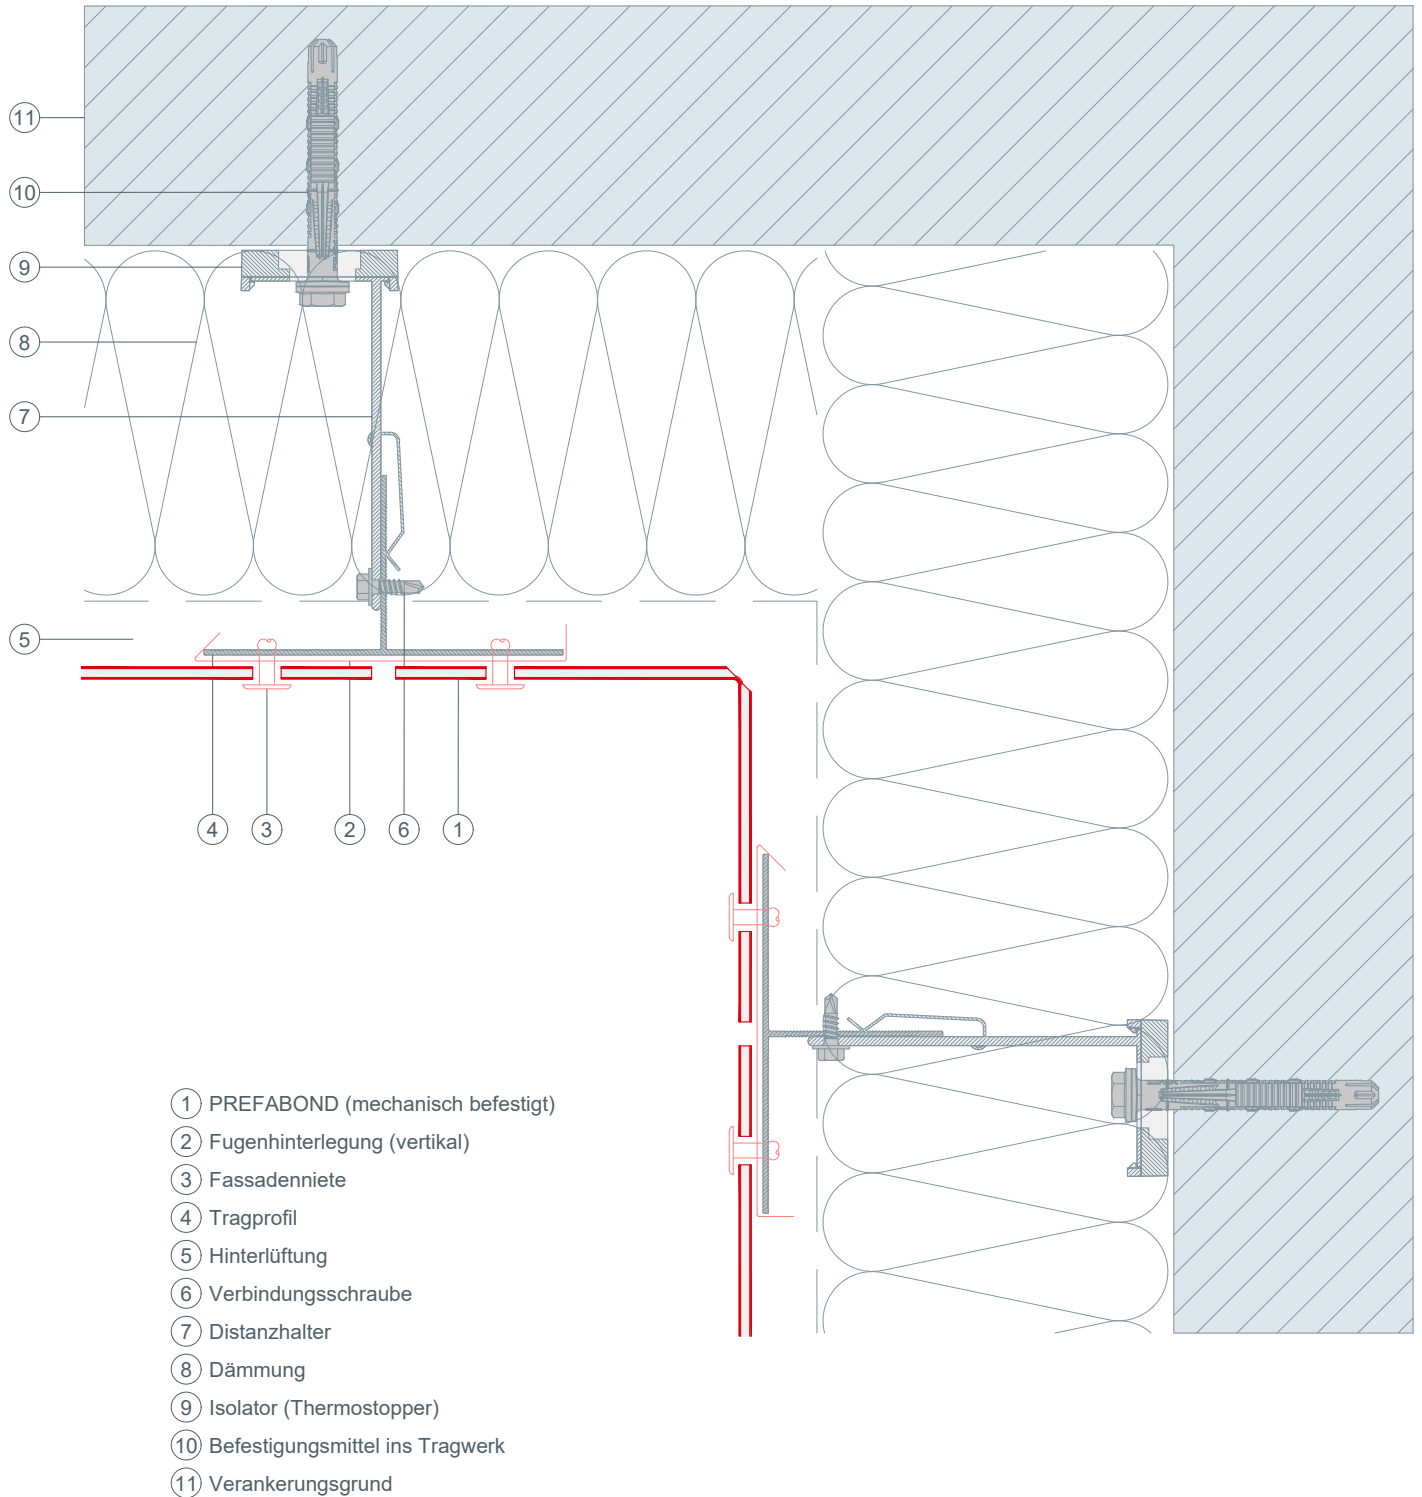 11
10
9
8
7
5
4 3 2 6 1
1 PREFABOND (mechanisch befestigt)
2 Fugenhinterlegung (vertikal)
3 Fassadenniete
4 Tragprofil
5 Hinterlüftung
6 Verbindungsschraube
7 Distanzhalter
8 Dämmung
9 Isolator (Thermostopper)
10 Befestigungsmittel ins Tragwerk
11 Verankerungsgrund